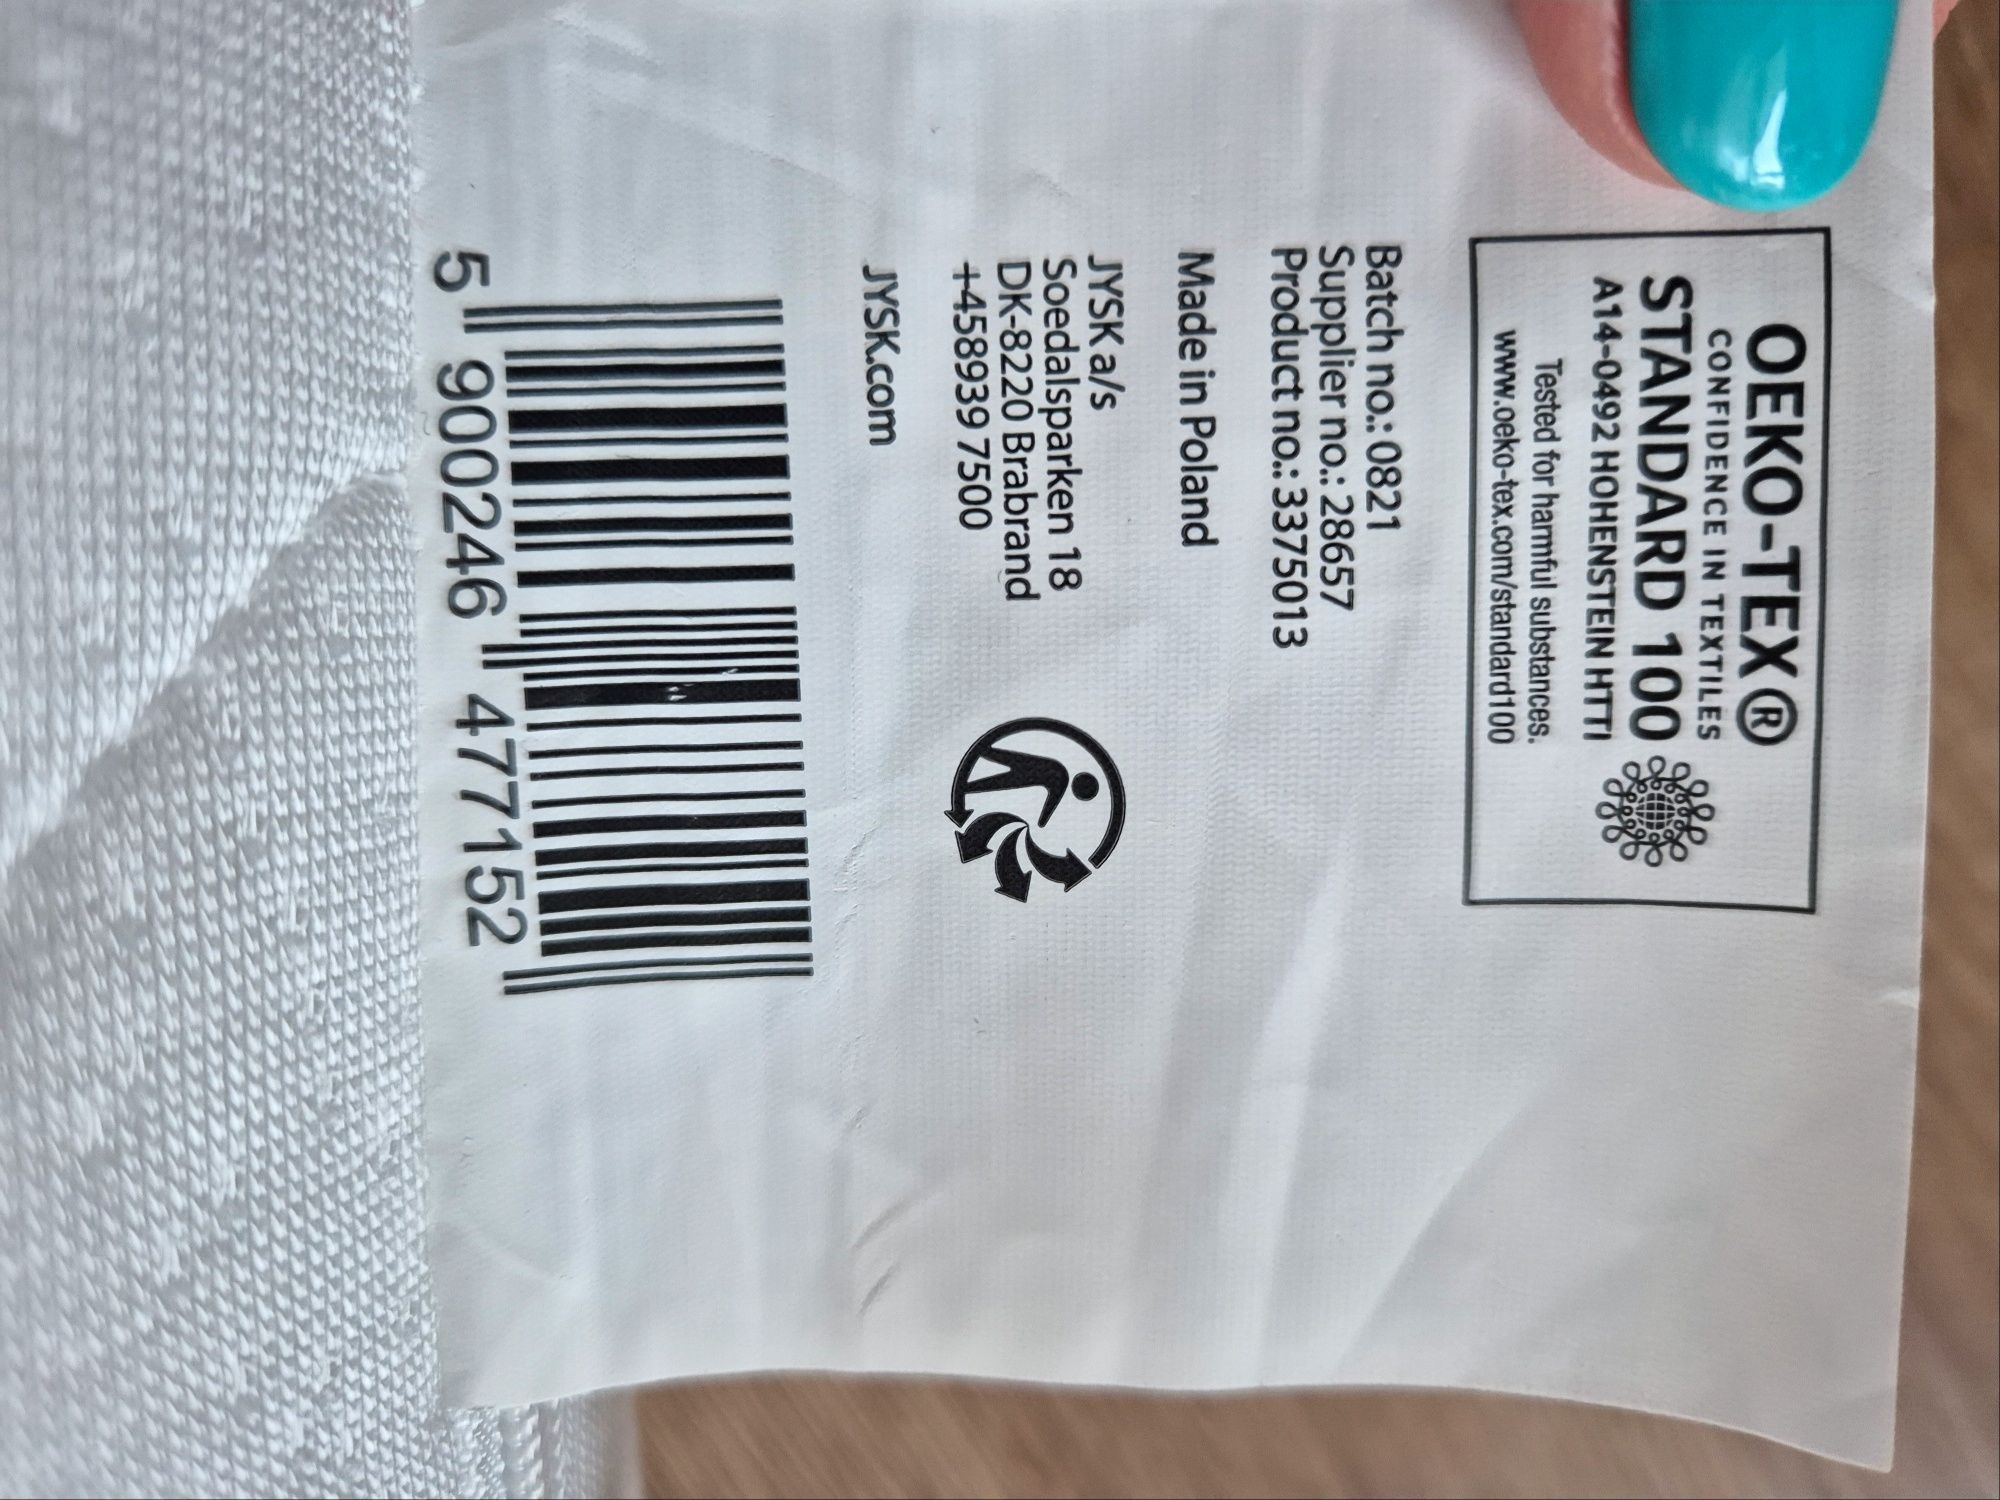 OEKO-TEX®
CONFIDENCE IN TEXTILES
STANDARD 100
A14-0492 HOHENSTEIN HTTI
Tested for harmful substances.
www.oeko-tex.com/standard100
Batch no.: 0821
Supplier no.: 28657
Product no.: 3375013
Made in Poland
JYSK a/s
Soedalsparken 18
DK-8220 Brabrand
+458939 7500
JYSK.com
5 900246 477152